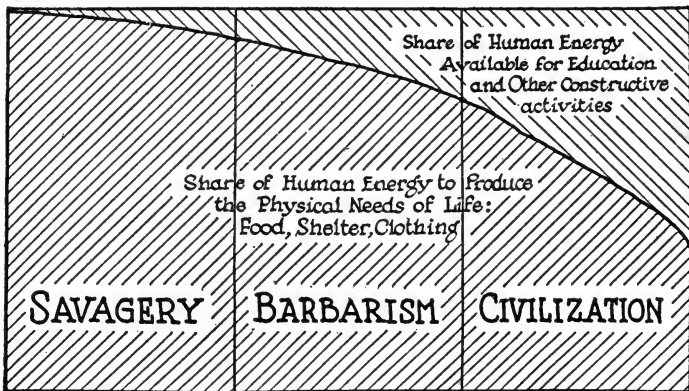 Share of Human Energy
Available for Education
and Other Constructive
activities
Share of Human Energy to Produce
the Physical Needs of Life:
Food, Shelter, Clothing
SAVAGERY BARBARISM CIVILIZATION